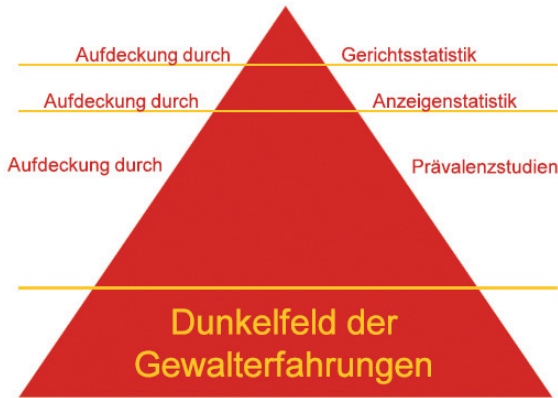 Aufdeckung durch Gerichtsstatistik
Aufdeckung durch Anzeigenstatistik
Aufdeckung durch Prävalenzstudien
Dunkelfeld der
Gewalterfahrungen